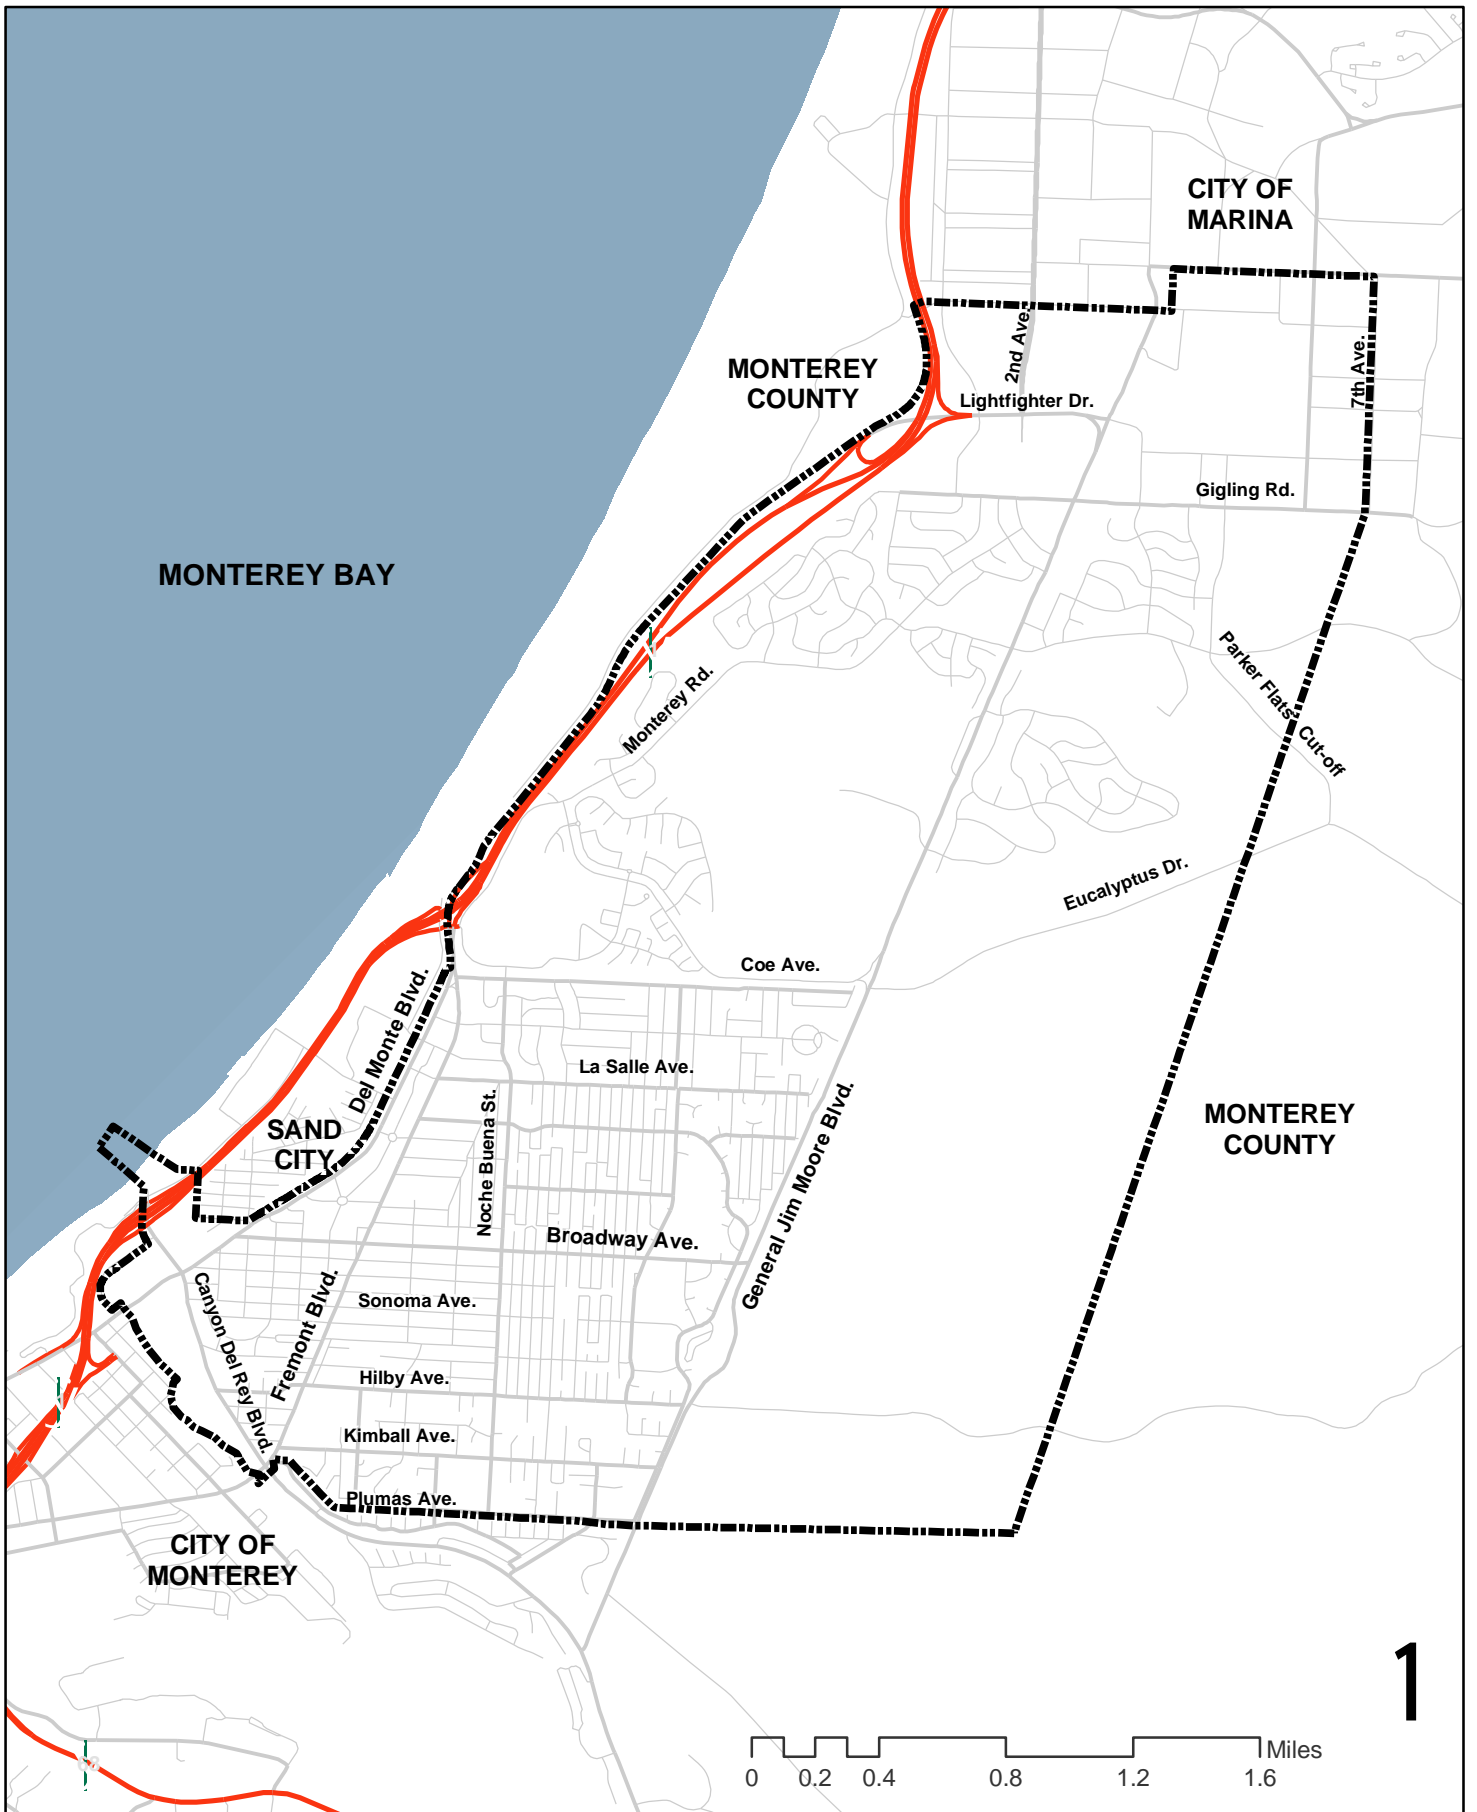 CITY OF
MARINA
2nd Ave.
7th Ave.
MONTEREY
COUNTY
Lightfighter Dr.
Gigling Rd.
MONTEREY BAY
Parker Flats Cut-off
Monterey Rd.
Eucalyptus Dr.
Coe Ave.
Del Monte Blvd.
La Salle Ave.
SAND
CITY
Noche Buena St.
General Jim Moore Blvd.
MONTEREY
COUNTY
Broadway Ave.
Canyon Del Rey Blvd.
Fremont Blvd.
Sonoma Ave.
Hilby Ave.
Kimball Ave.
Plumas Ave.
CITY OF
MONTEREY
1
68
Miles
0 0.2 0.4 0.8 1.2 1.6